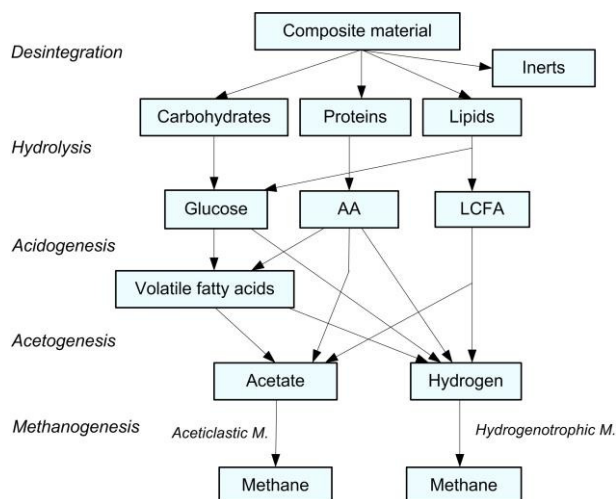 Composite material
Desintegration
Inerts
Carbohydrates
Proteins
Lipids
Hydrolysis
Glucose
AA
LCFA
Acidogenesis
Volatile fatty acids
Acetogenesis
Acetate
Hydrogen
Methanogenesis
Aceticlastic M.
Hydrogenotrophic M.
Methane
Methane